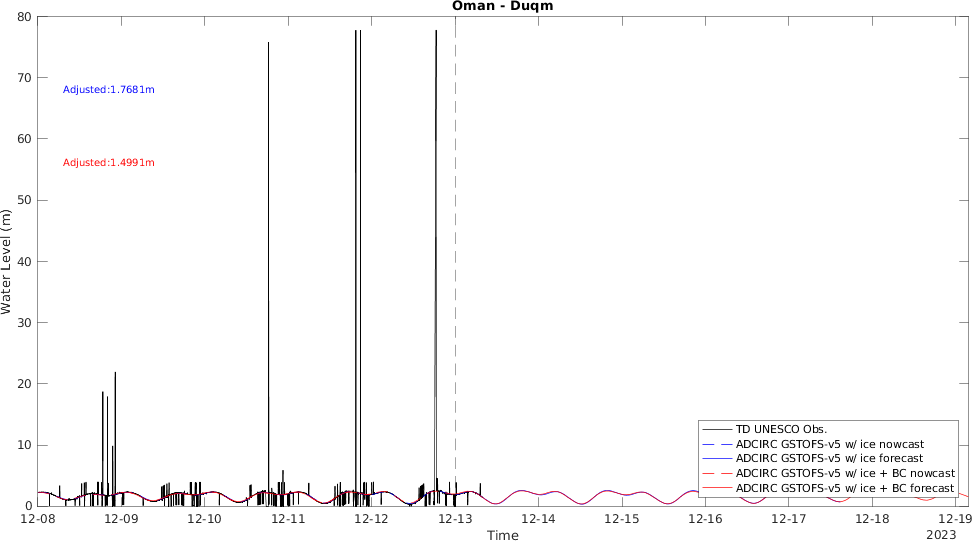 Oman - Duqm
80
70
60
50
40
30
20
10
0
Water Level (m)
Adjusted:1.7681m
Adjusted:1.4991m
TD UNESCO Obs.
ADCIRC GSTOFS-v5 w/ ice nowcast
ADCIRC GSTOFS-v5 w/ ice forecast
ADCIRC GSTOFS-v5 w/ ice + BC nowcast
ADCIRC GSTOFS-v5 w/ ice + BC forecast
12-08 12-09 12-10 12-11 12-12 12-13 12-14 12-15 12-16 12-17 12-18 12-19
Time
2023